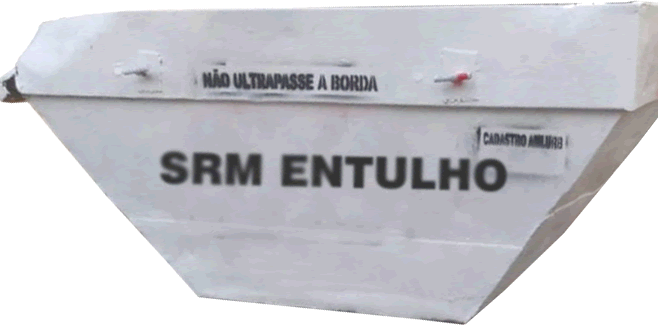 NÃO ULTRAPASSE A BORDA
CADASTRO
SRM ENTULHO